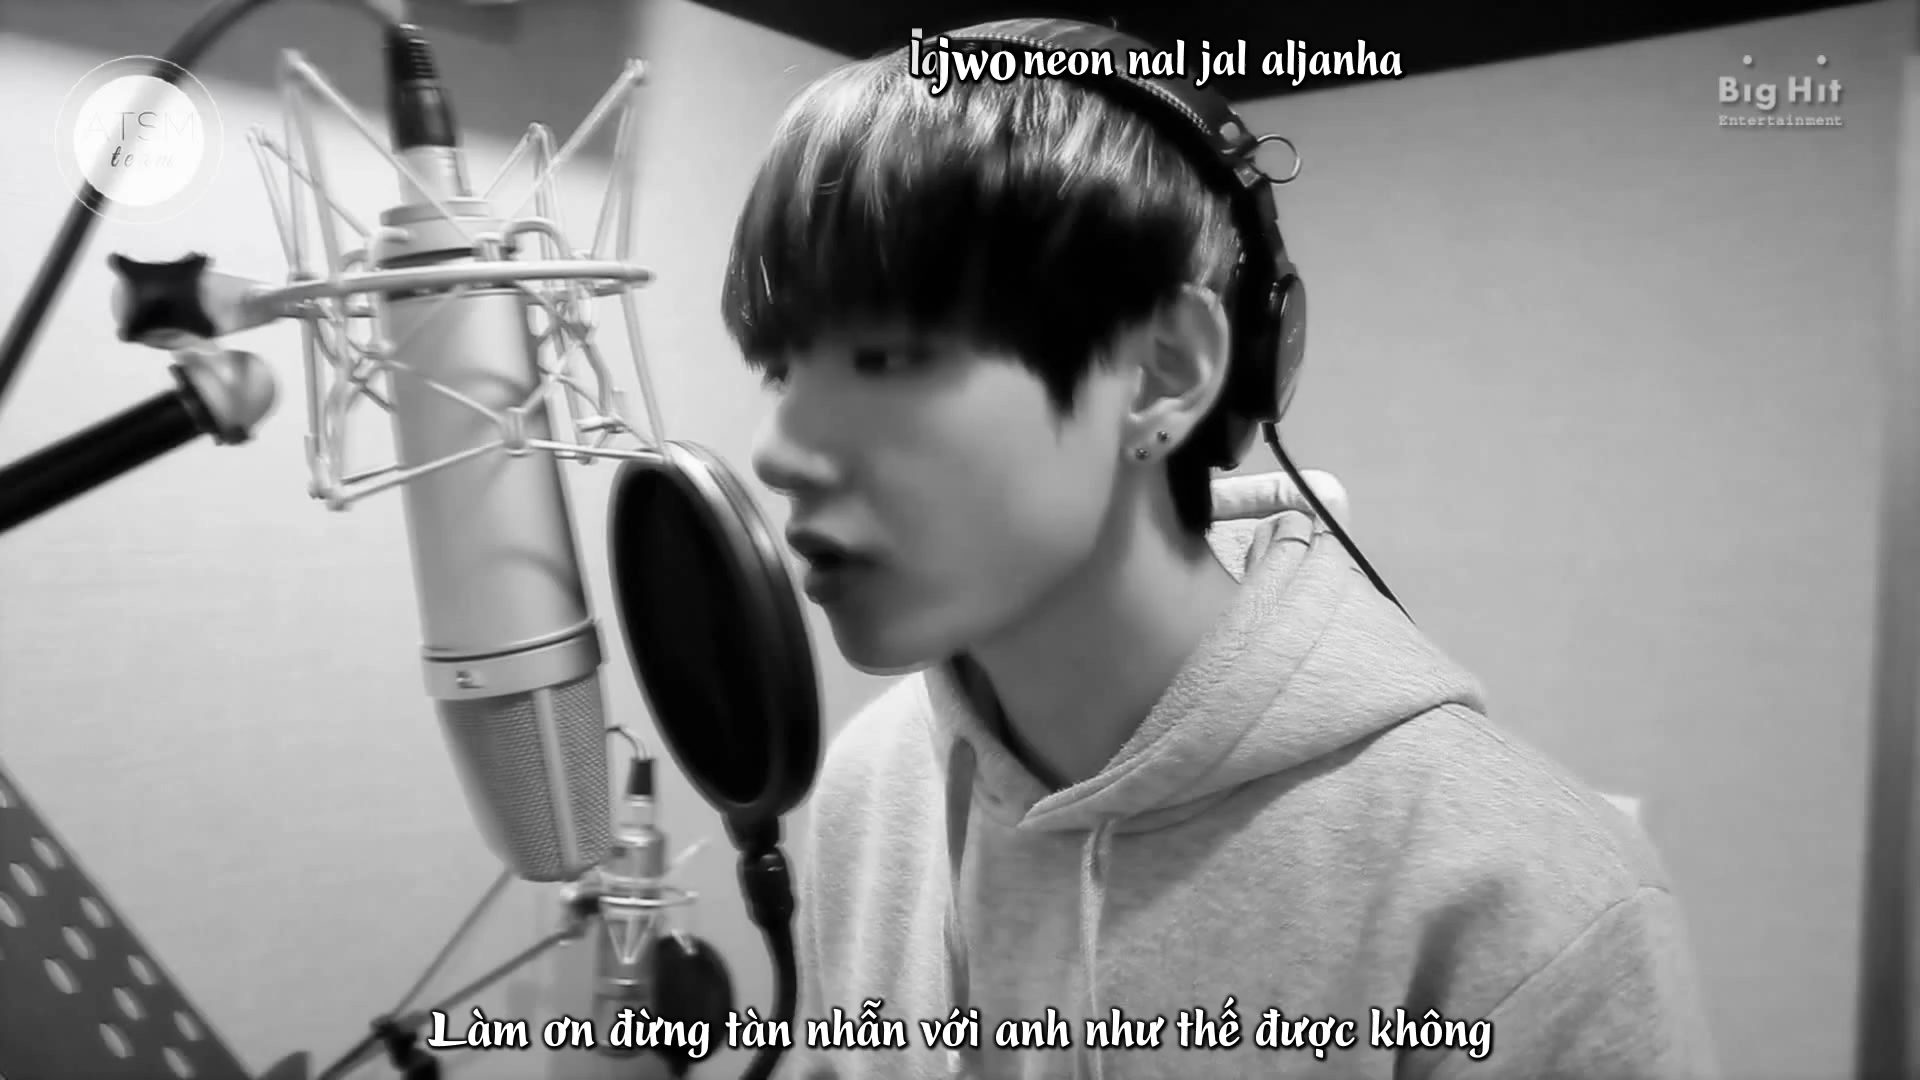 lajwo neon nal jal aljanha
Big Hit
Entertainment
ATSM
team
Làm ơn đừng tàn nhẫn với anh như thế được không